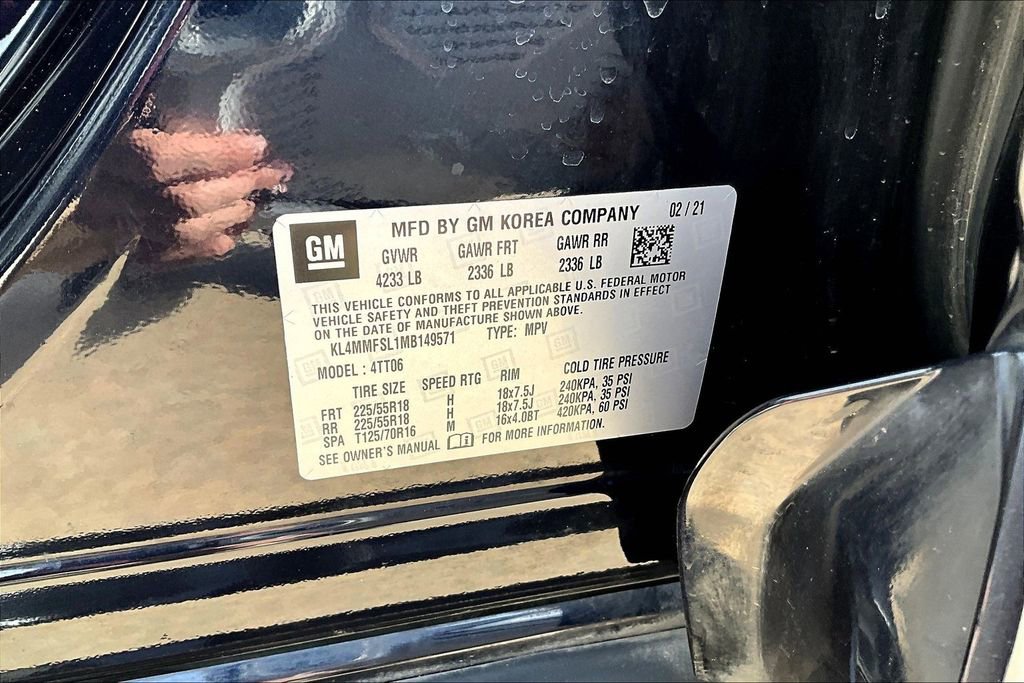 GM
MFD BY GM KOREA COMPANY 02 / 21
GVWR GAWR FRT GAWR RR
4233 LB 2336 LB 2336 LB
THIS VEHICLE CONFORMS TO ALL APPLICABLE U.S. FEDERAL MOTOR
VEHICLE SAFETY AND THEFT PREVENTION STANDARDS IN EFFECT
ON THE DATE OF MANUFACTURE SHOWN ABOVE.
KL4MMFSL1MB149571 TYPE: MPV
MODEL : 4TT06
TIRE SIZE SPEED RTG RIM COLD TIRE PRESSURE
FRT 225/55R18 H 18x7.5J 240KPA, 35 PSI
RR 225/55R18 H 18x7.5J 240KPA, 35 PSI
SPA T125/70R16 M 16x4.0BT 420KPA, 60 PSI
SEE OWNER'S MANUAL FOR MORE INFORMATION.